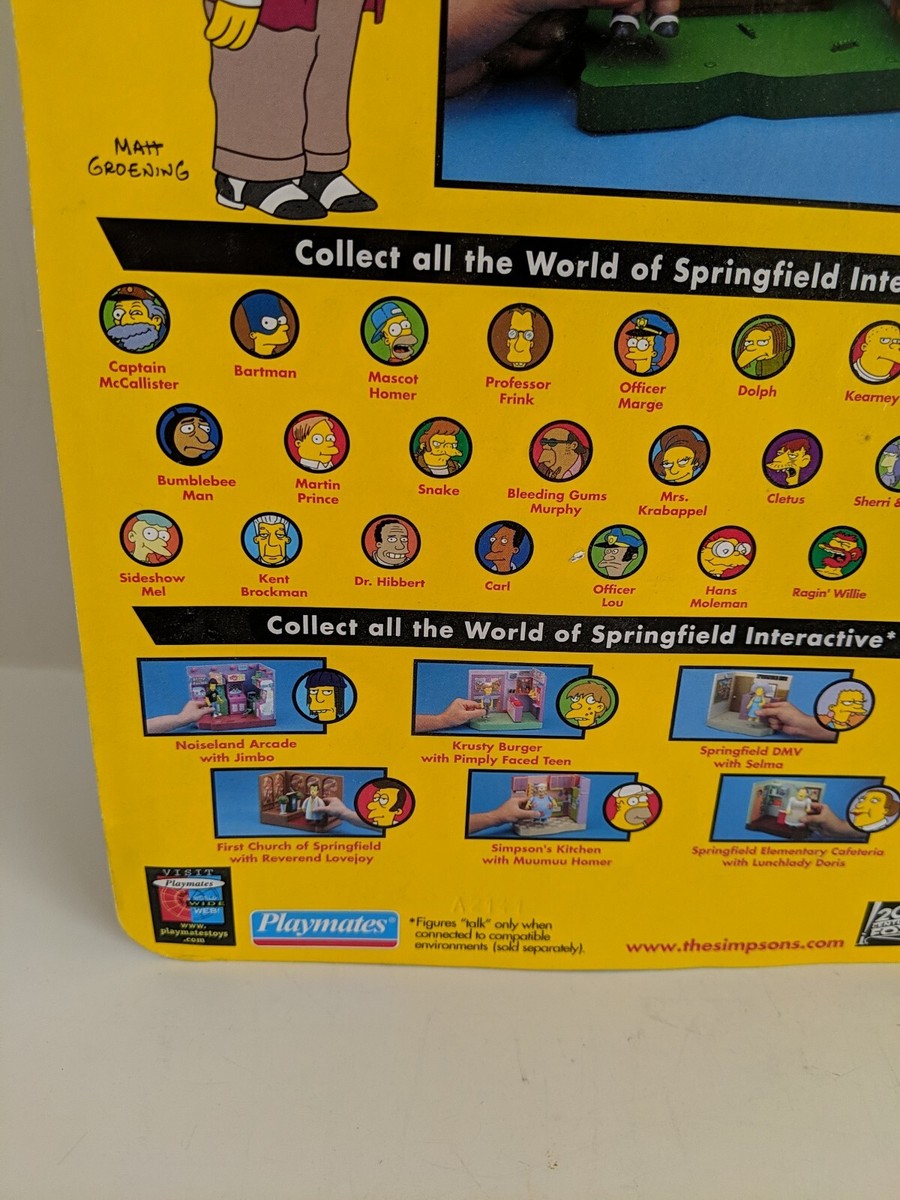 MATT
GROENING
Collect all the World of Springfield Inte
Captain
McCallister
Bartman
Mascot
Homer
Professor
Frink
Officer
Marge
Dolph
Kearney
Bumblebee
Man
Martin
Prince
Snake
Bleeding Gums
Murphy
Mrs.
Krabappel
Cletus
Sherri &
Sideshow
Mel
Kent
Brockman
Dr. Hibbert
Carl
Officer
Lou
Hans
Moleman
Ragin' Willie
Collect all the World of Springfield Interactive*
Noiseland Arcade
with Jimbo
Krusty Burger
with Pimply Faced Teen
Springfield DMV
with Selma
First Church of Springfield
with Reverend Lovejoy
Simpson's Kitchen
with Muumuu Homer
Springfield Elementary Cafeteria
with Lunchlady Doris
VISIT
Playmates
WIDE
WEB!
www.
playmatestoys
.com
Playmates®
*Figures "talk" only when
connected to compatible
environments (sold separately).
www.thesimpsons.com
20